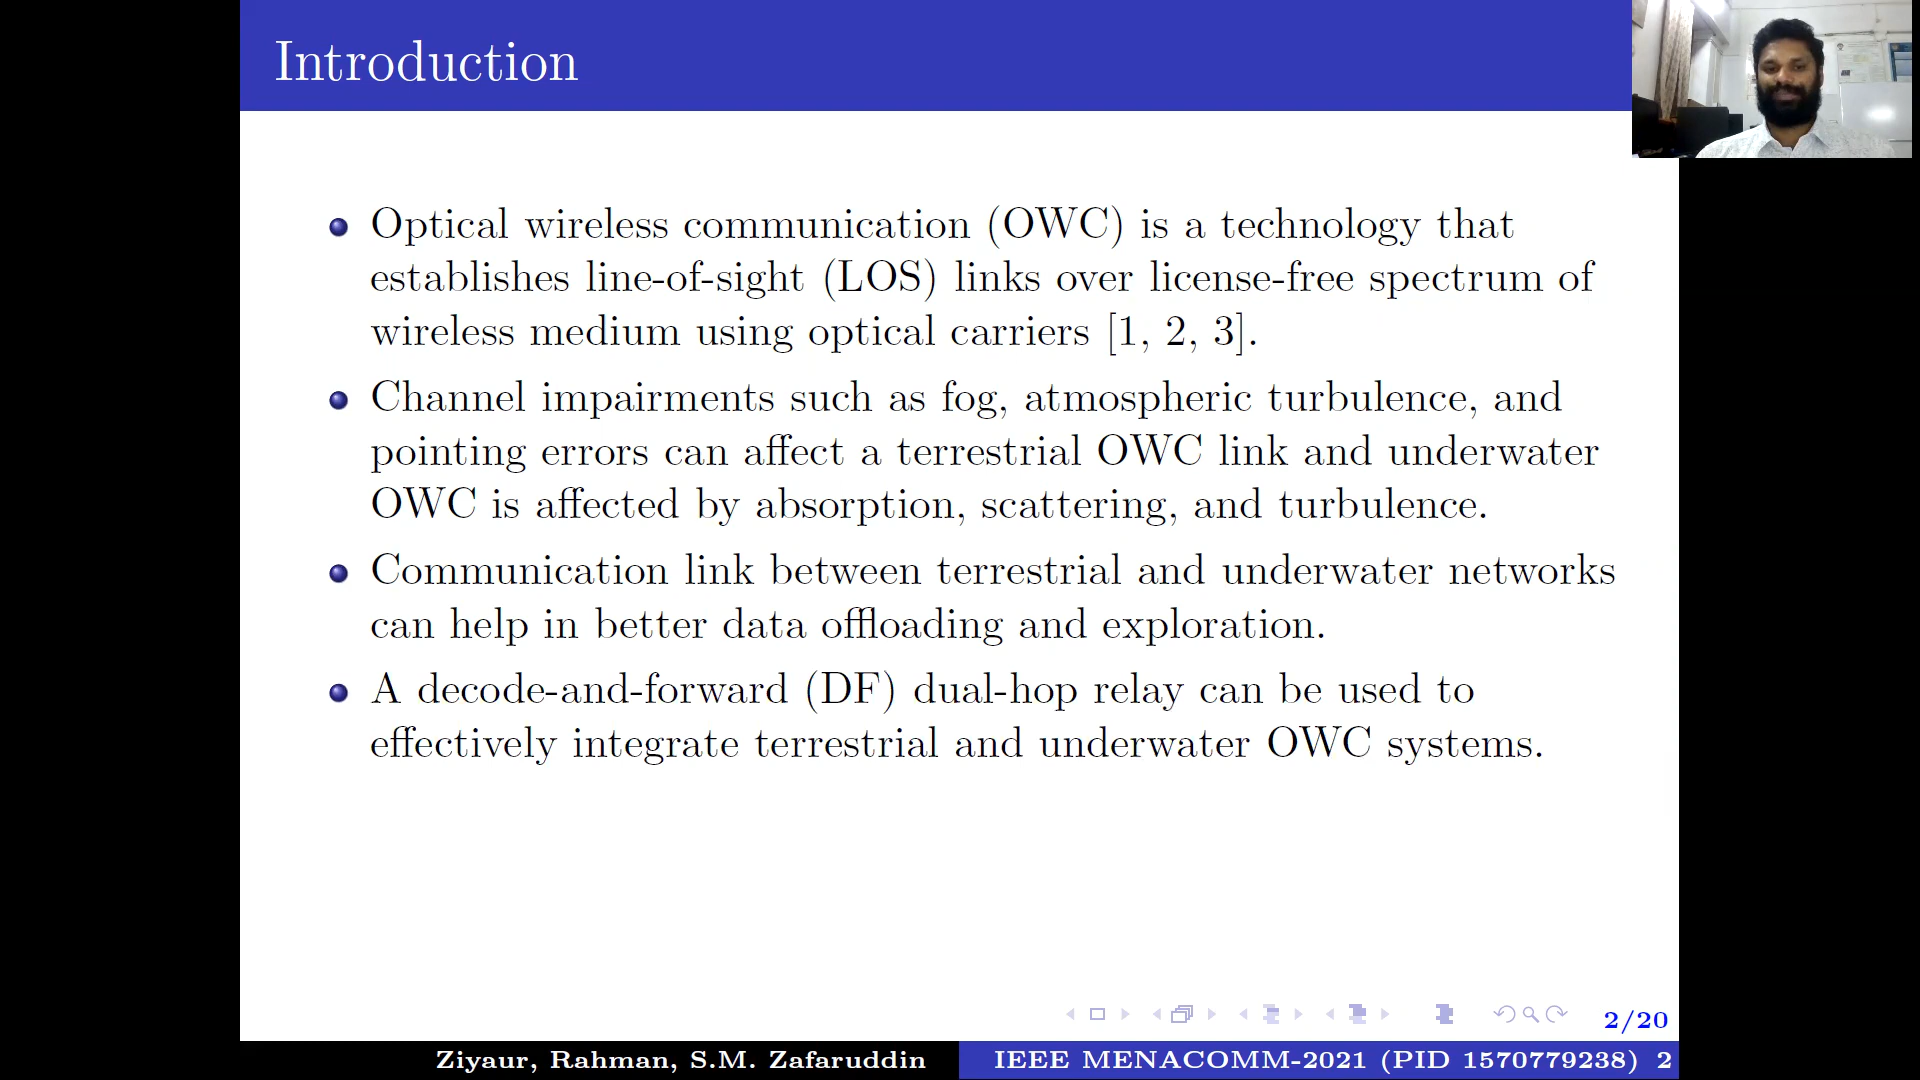 Introduction
Optical wireless communication (OWC) is a technology that
establishes line-of-sight (LOS) links over license-free spectrum of
wireless medium using optical carriers [1, 2, 3].
Channel impairments such as fog, atmospheric turbulence, and
pointing errors can affect a terrestrial OWC link and underwater
OWC is affected by absorption, scattering, and turbulence.
Communication link between terrestrial and underwater networks
can help in better data offloading and exploration.
A decode-and-forward (DF) dual-hop relay can be used to
effectively integrate terrestrial and underwater OWC systems.
2/20
Ziyaur, Rahman, S.M. Zafaruddin
IEEE MENACOMM-2021 (PID 1570779238) 2